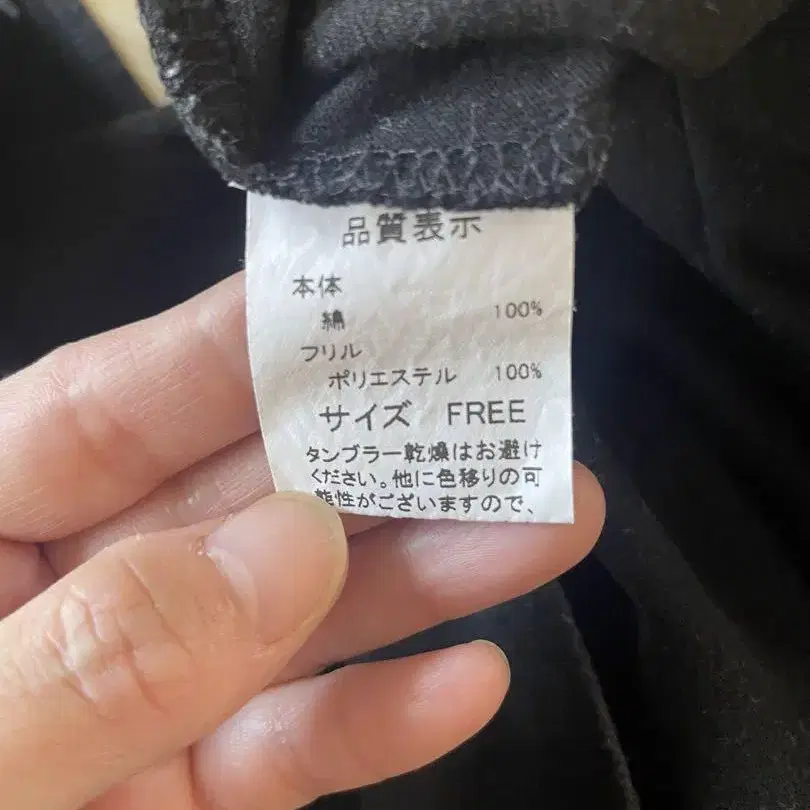 品質表示
本体
綿 100%
フリル
ポリエステル 100%
サイズ FREE
タンブラー乾燥はお避け
ください。他に色移りの可
能性がございますので、